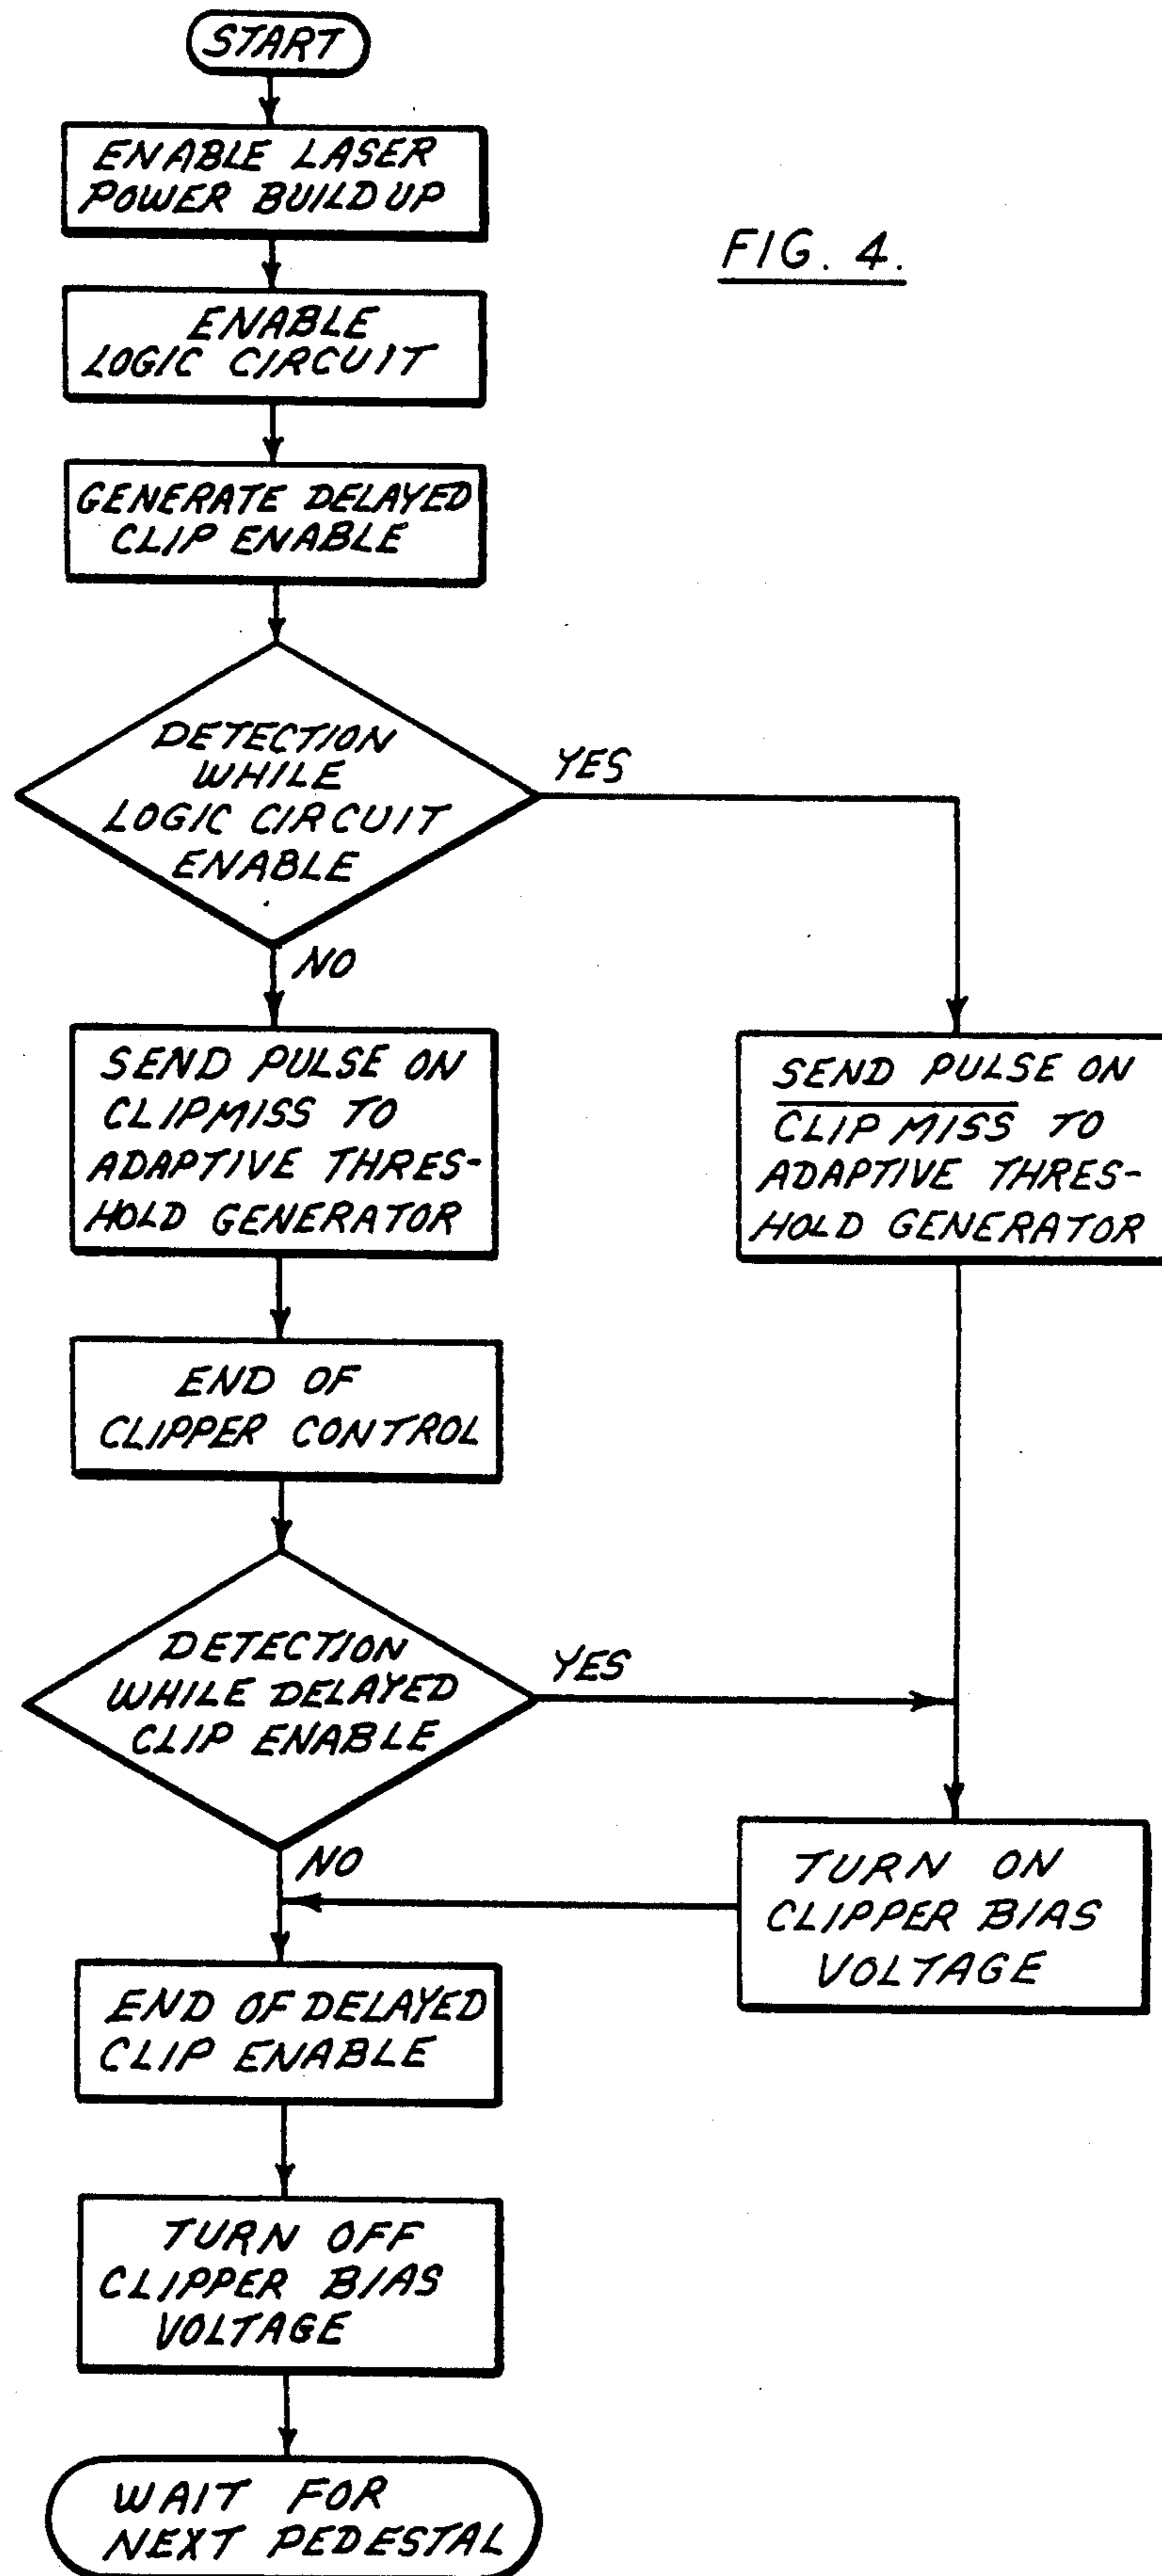 START
ENABLE LASER
POWER BUILD UP
FIG. 4.
ENABLE
LOGIC CIRCUIT
GENERATE DELAYED
CLIP ENABLE
DETECTION
WHILE
LOGIC CIRCUIT
ENABLE
YES
NO
SEND PULSE ON
CLIPMISS TO
ADAPTIVE THRES-
HOLD GENERATOR
SEND PULSE ON
CLIP MISS TO
ADAPTIVE THRES-
HOLD GENERATOR
END OF
CLIPPER CONTROL
DETECTION
WHILE DELAYED
CLIP ENABLE
YES
NO
TURN ON
CLIPPER BIAS
VOLTAGE
END OF DELAYED
CLIP ENABLE
TURN OFF
CLIPPER BIAS
VOLTAGE
WAIT FOR
NEXT PEDESTAL